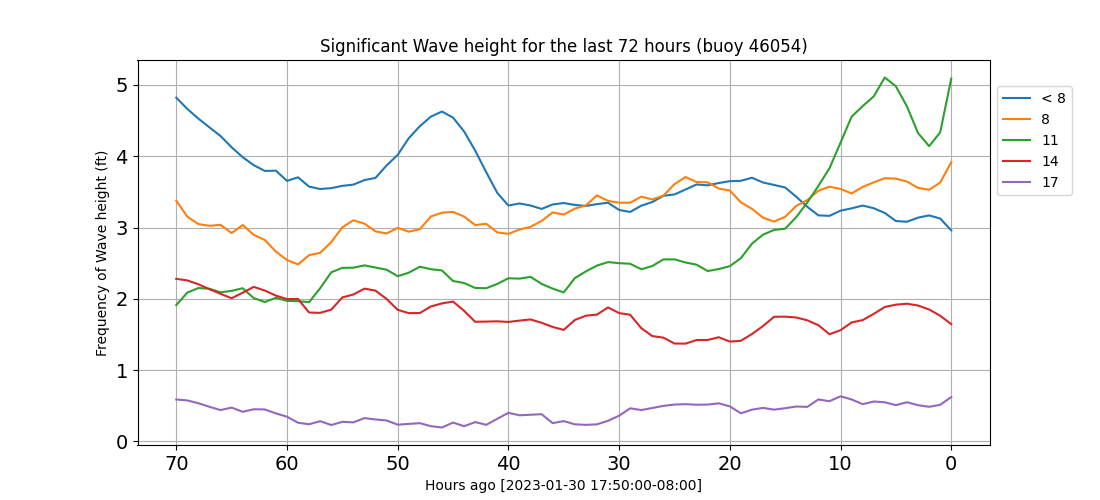 Significant Wave height for the last 72 hours (buoy 46054)
Frequency of Wave height (ft)
5
4
3
2
1
0
70 60 50 40 30 20 10 0
Hours ago [2023-01-30 17:50:00-08:00]
< 8
8
11
14
17